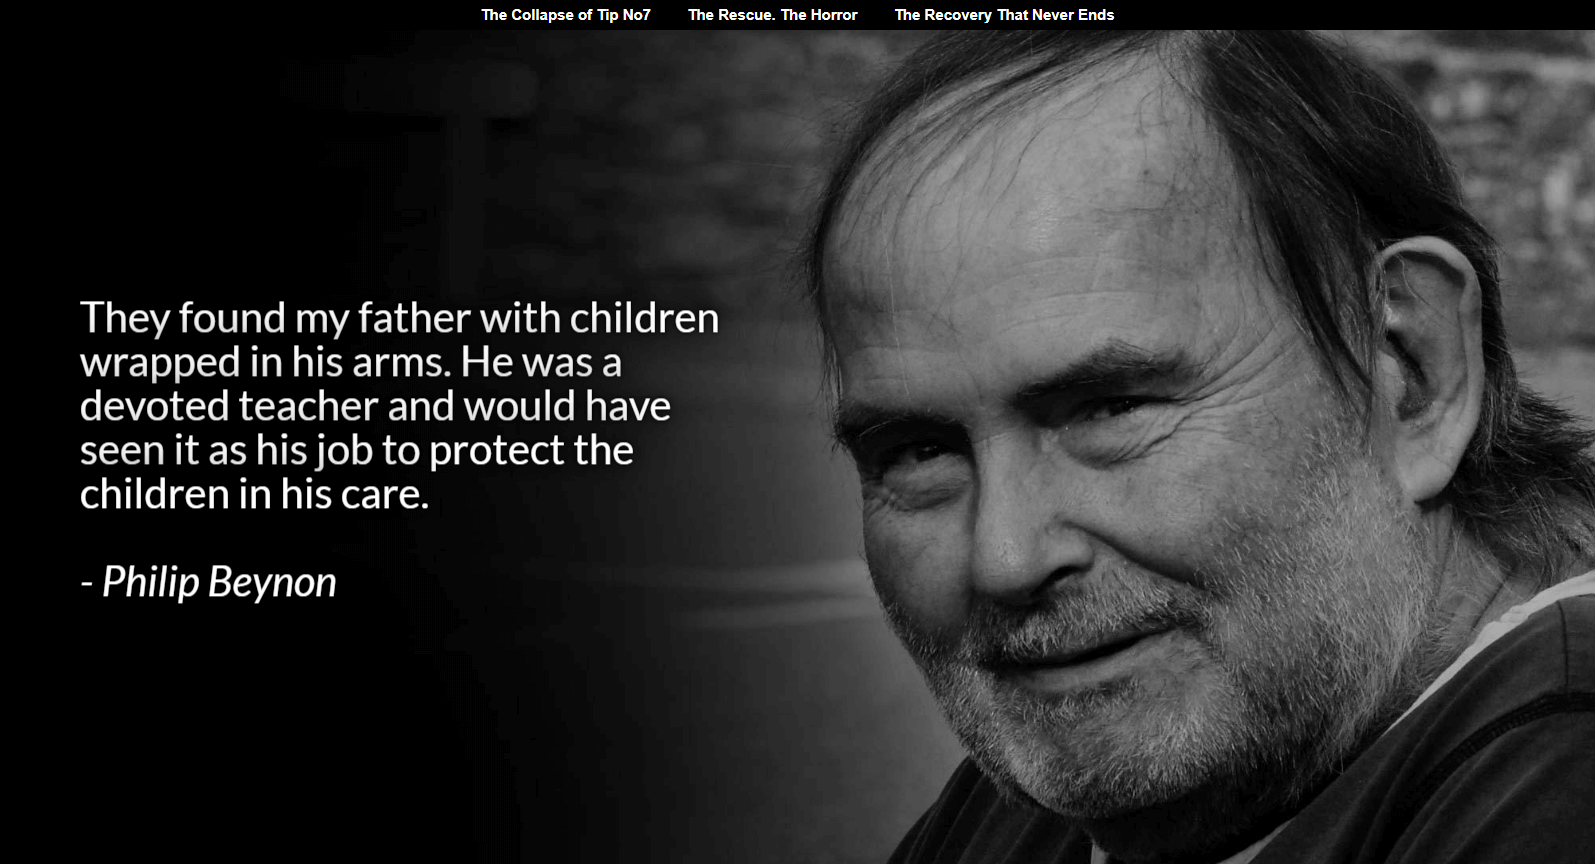 The Collapse of Tip No7 The Rescue. The Horror The Recovery That Never Ends
They found my father with children
wrapped in his arms. He was a
devoted teacher and would have
seen it as his job to protect the
children in his care.
- Philip Beynon